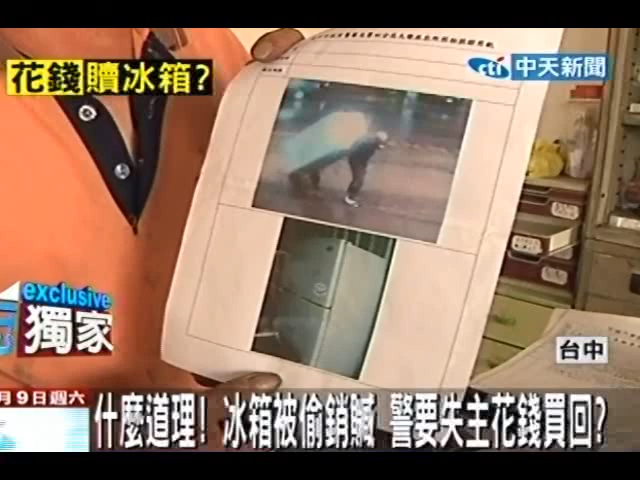 花錢贖冰箱?
cti 中天新聞
exclusive
獨家
台中
月9日週六
什麼道理! 冰箱被偷銷贓 警要失主花錢買回?